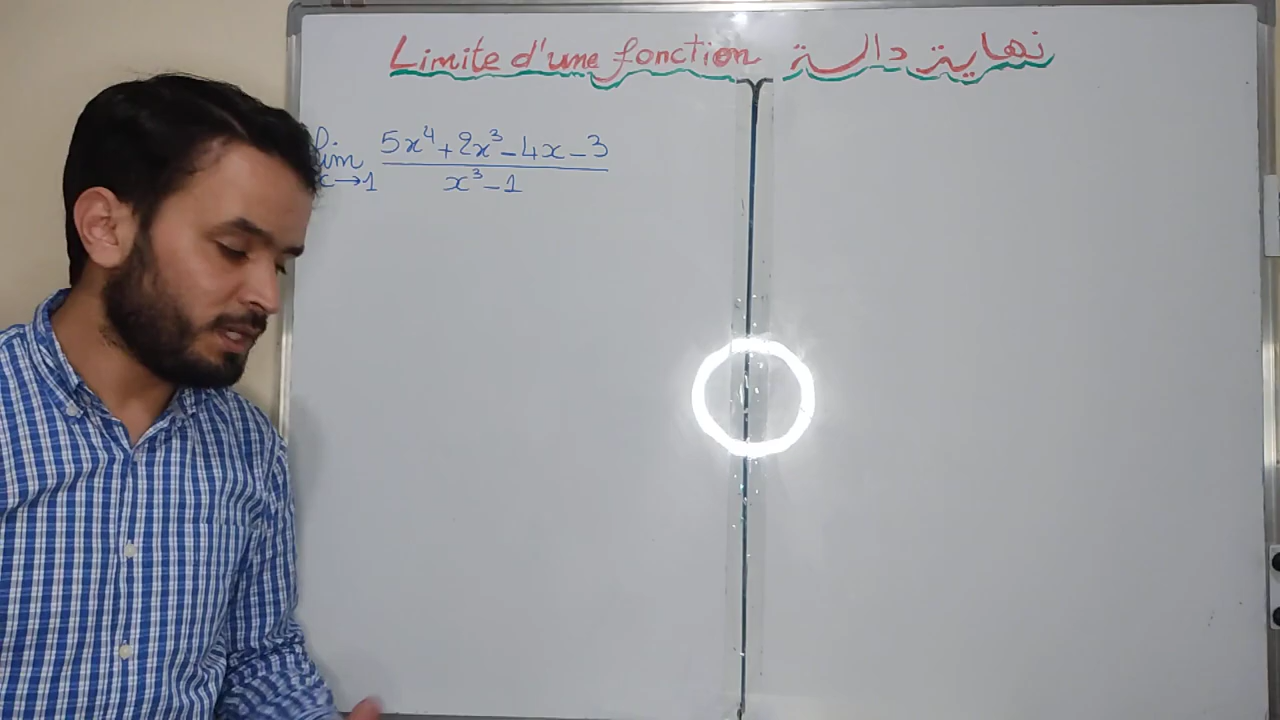 Limite d'une fonction نهاية دالة
lim 5x⁴+2x³-4x-3
x→1 x³-1